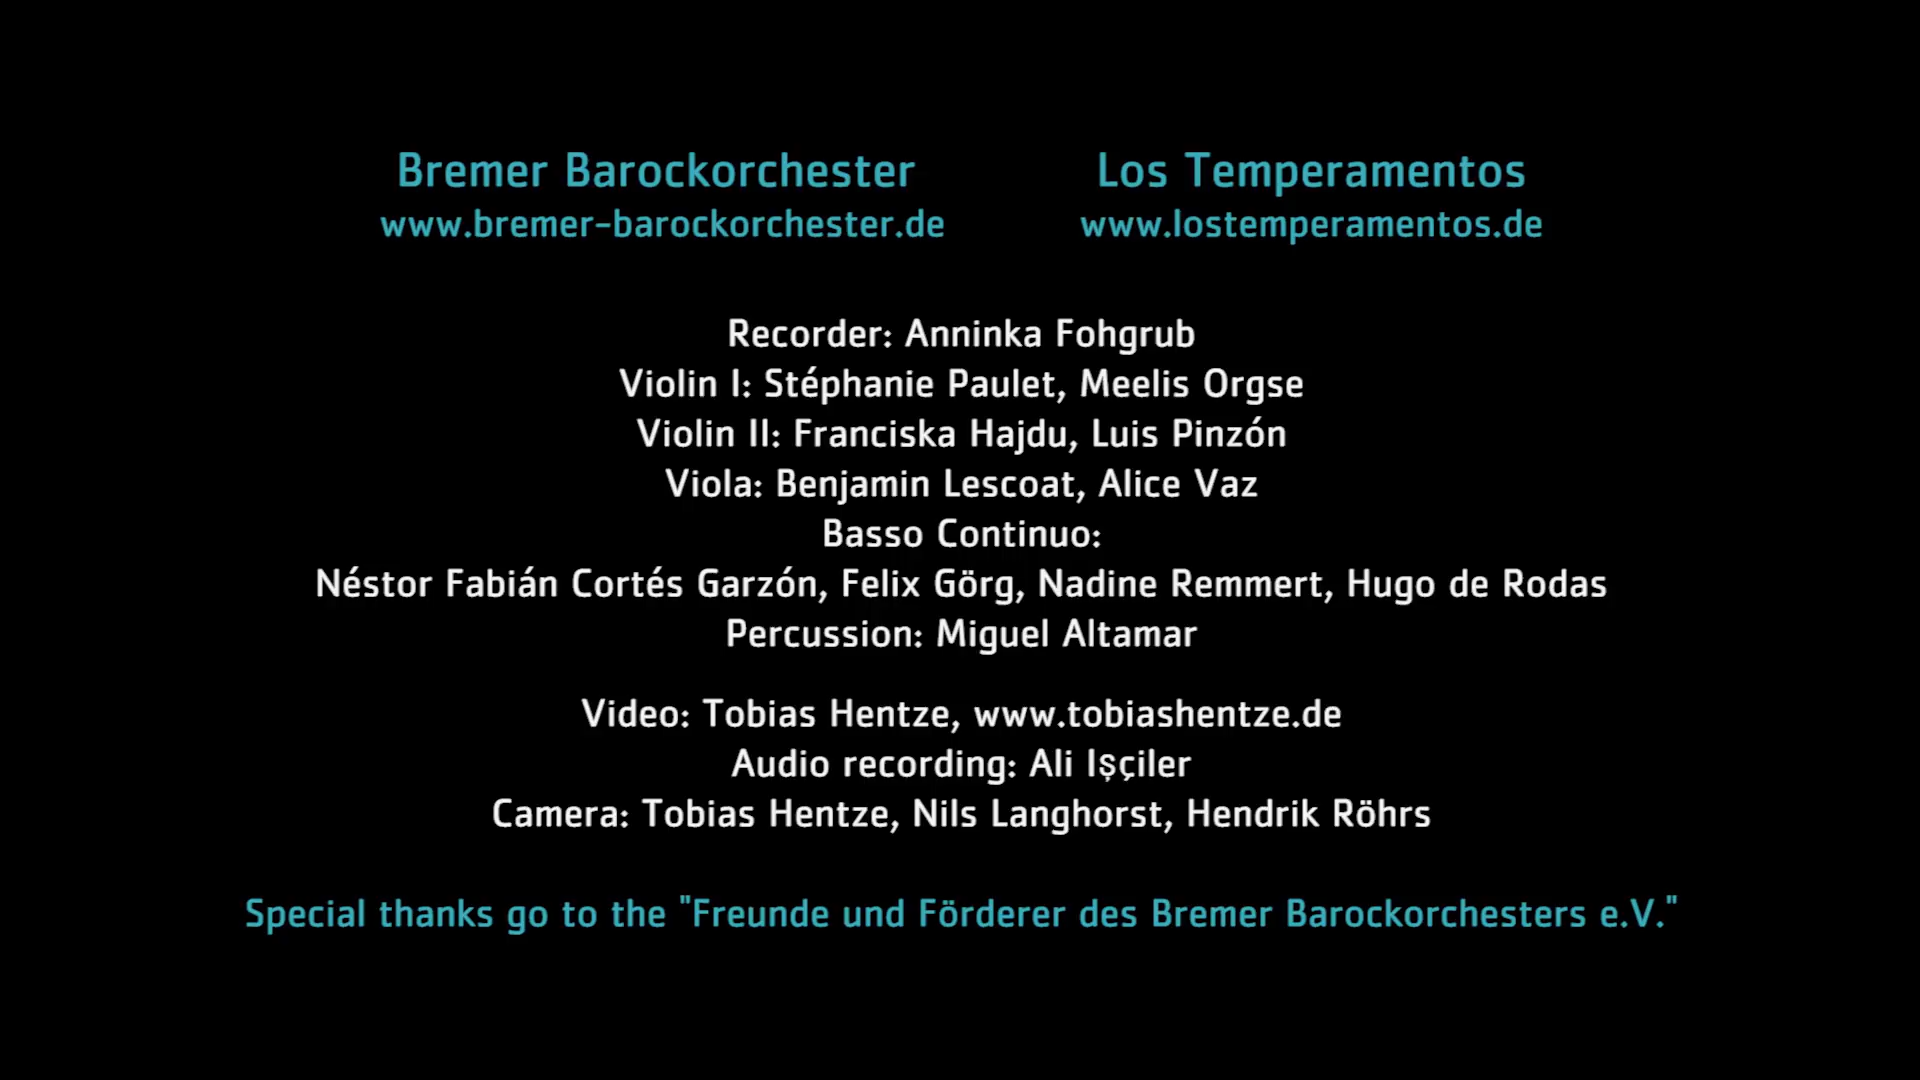 Bremer Barockorchester
www.bremer-barockorchester.de
Los Temperamentos
www.lostemperamentos.de
Recorder: Anninka Fohgrub
Violin I: Stéphanie Paulet, Meelis Orgse
Violin II: Franciska Hajdu, Luis Pinzón
Viola: Benjamin Lescoat, Alice Vaz
Basso Continuo:
Néstor Fabián Cortés Garzón, Felix Görg, Nadine Remmert, Hugo de Rodas
Percussion: Miguel Altamar
Video: Tobias Hentze, www.tobiashentze.de
Audio recording: Ali Işçiler
Camera: Tobias Hentze, Nils Langhorst, Hendrik Röhrs
Special thanks go to the "Freunde und Förderer des Bremer Barockorchesters e.V."